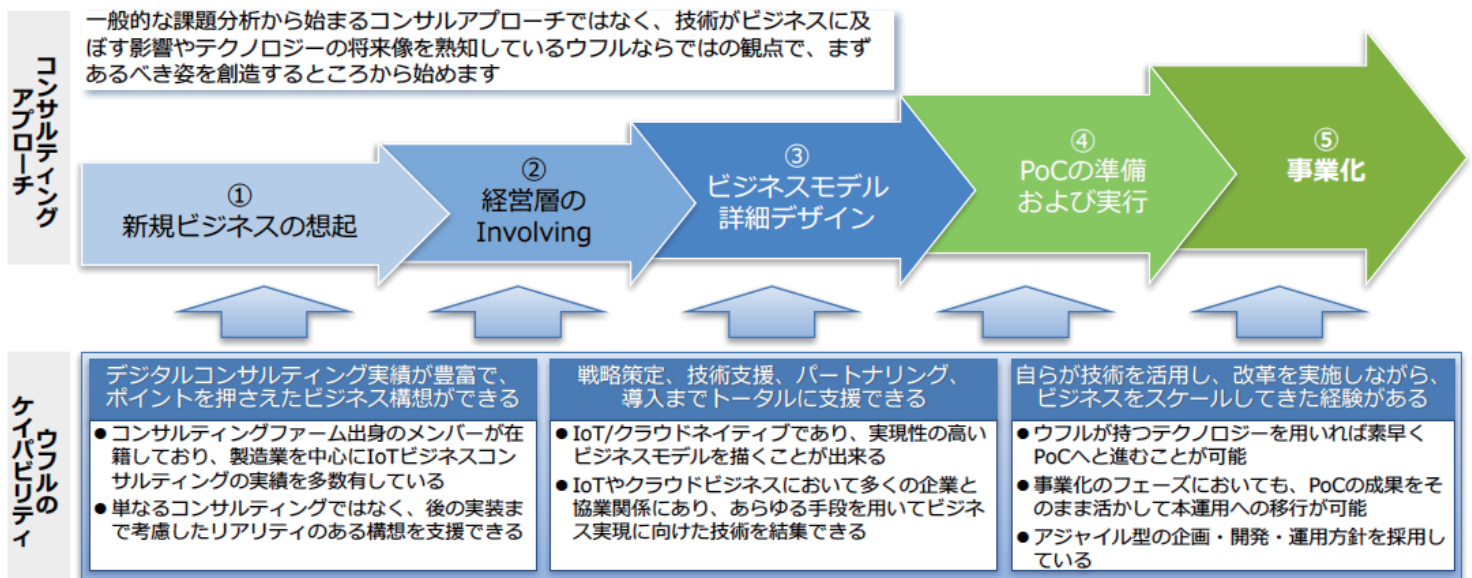 コンサルティング
アプローチ
一般的な課題分析から始まるコンサルアプローチではなく、技術がビジネスに及
ぼす影響やテクノロジーの将来像を熟知しているウフルならではの観点で、まず
あるべき姿を創造するところから始めます
①
新規ビジネスの想起
②
経営層の
Involving
③
ビジネスモデル
詳細デザイン
④
PoCの準備
および実行
⑤
事業化
ウフルの
ケイパビリティ
デジタルコンサルティング実績が豊富で、
ポイントを押さえたビジネス構想ができる
●コンサルティングファーム出身のメンバーが在
籍しており、製造業を中心にIoTビジネスコン
サルティングの実績を多数有している
●単なるコンサルティングではなく、後の実装ま
で考慮したリアリティのある構想を支援できる
戦略策定、技術支援、パートナリング、
導入までトータルに支援できる
●IoT/クラウドネイティブであり、実現性の高い
ビジネスモデルを描くことが出来る
●IoTやクラウドビジネスにおいて多くの企業と
協業関係にあり、あらゆる手段を用いてビジネ
ス実現に向けた技術を結集できる
自らが技術を活用し、改革を実施しながら、
ビジネスをスケールしてきた経験がある
●ウフルが持つテクノロジーを用いれば素早く
PoCへと進むことが可能
●事業化のフェーズにおいても、PoCの成果をそ
のまま活かして本運用への移行が可能
●アジャイル型の企画・開発・運用方針を採用し
ている